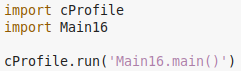 import cProfile
import Main16
cProfile.run('Main16.main()')